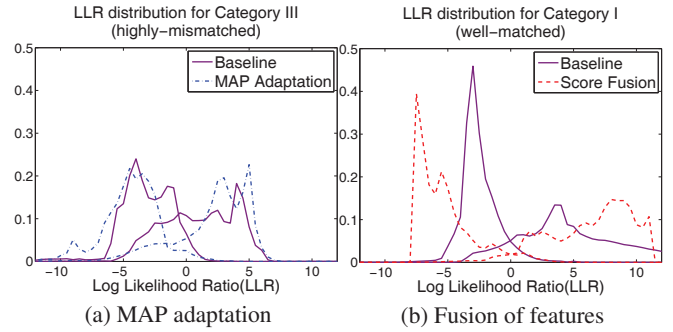 LLR distribution for Category III
(highly-mismatched)
0.5
0.4
0.3
0.2
0.1
0
−10
−5
0
5
10
Baseline
MAP Adaptation
Log Likelihood Ratio(LLR)
(a) MAP adaptation
LLR distribution for Category I
(well-matched)
0.5
0.4
0.3
0.2
0.1
0
−10
−5
0
5
10
Baseline
Score Fusion
Log Likelihood Ratio(LLR)
(b) Fusion of features